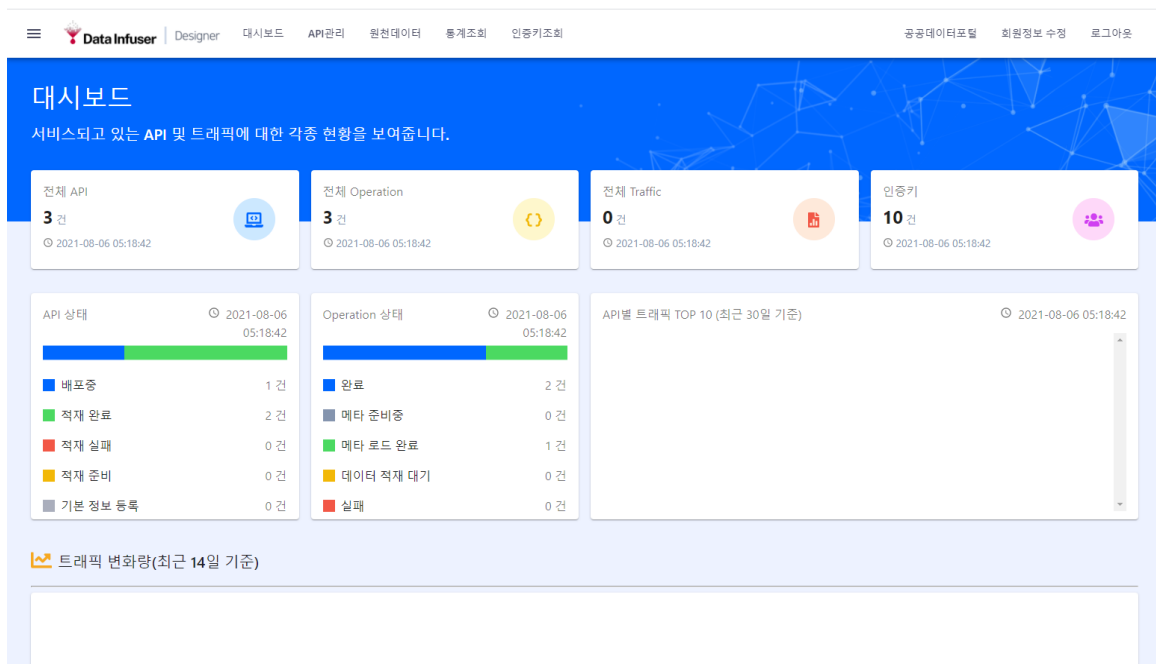 Data Infuser Designer 대시보드 API관리 원천데이터 통계조회 인증키조회 공공데이터포털 회원정보 수정 로그아웃
대시보드
서비스되고 있는 API 및 트래픽에 대한 각종 현황을 보여줍니다.
전체 API
3 건
2021-08-06 05:18:42
전체 Operation
3 건
2021-08-06 05:18:42
전체 Traffic
0 건
2021-08-06 05:18:42
인증키
10 건
2021-08-06 05:18:42
API 상태 2021-08-06
05:18:42
배포중 1 건
적재 완료 2 건
적재 실패 0 건
적재 준비 0 건
기본 정보 등록 0 건
Operation 상태 2021-08-06
05:18:42
완료 2 건
메타 준비중 0 건
메타 로드 완료 1 건
데이터 적재 대기 0 건
실패 0 건
API별 트래픽 TOP 10 (최근 30일 기준) 2021-08-06 05:18:42
트래픽 변화량(최근 14일 기준)